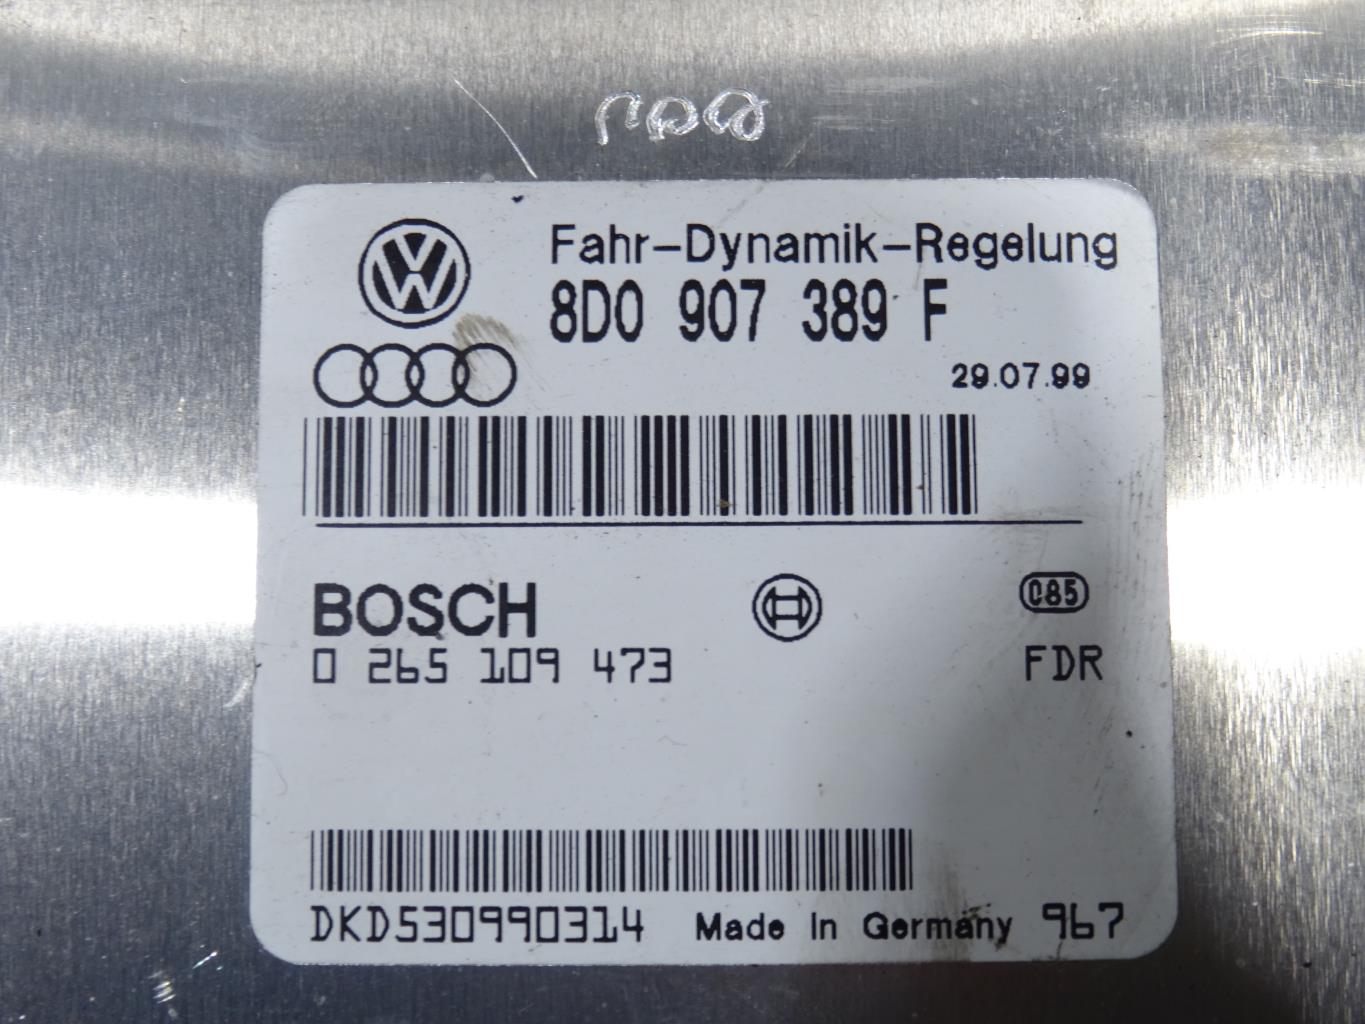 Fahr-Dynamik-Regelung
8D0 907 389 F
29.07.99
BOSCH
085
0 265 109 473
FDR
DKD530990314 Made In Germany 967